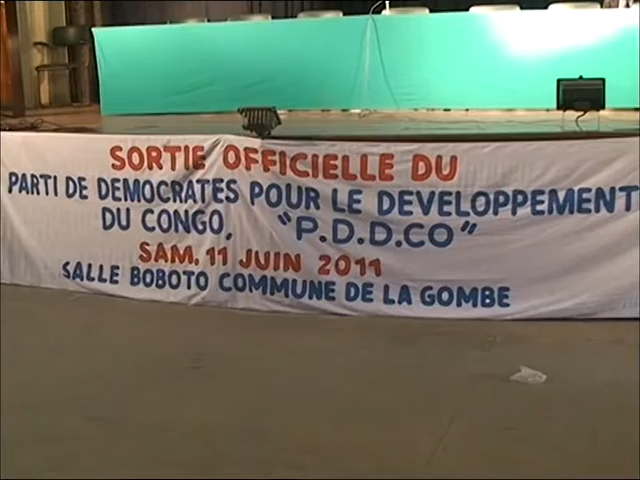 SORTIE OFFICIELLE DU
PARTI DE DEMOCRATES POUR LE DEVELOPPEMENT
DU CONGO, "P.D.D.CO"
SAM. 11 JUIN 2011
SALLE BOBOTO COMMUNE DE LA GOMBE